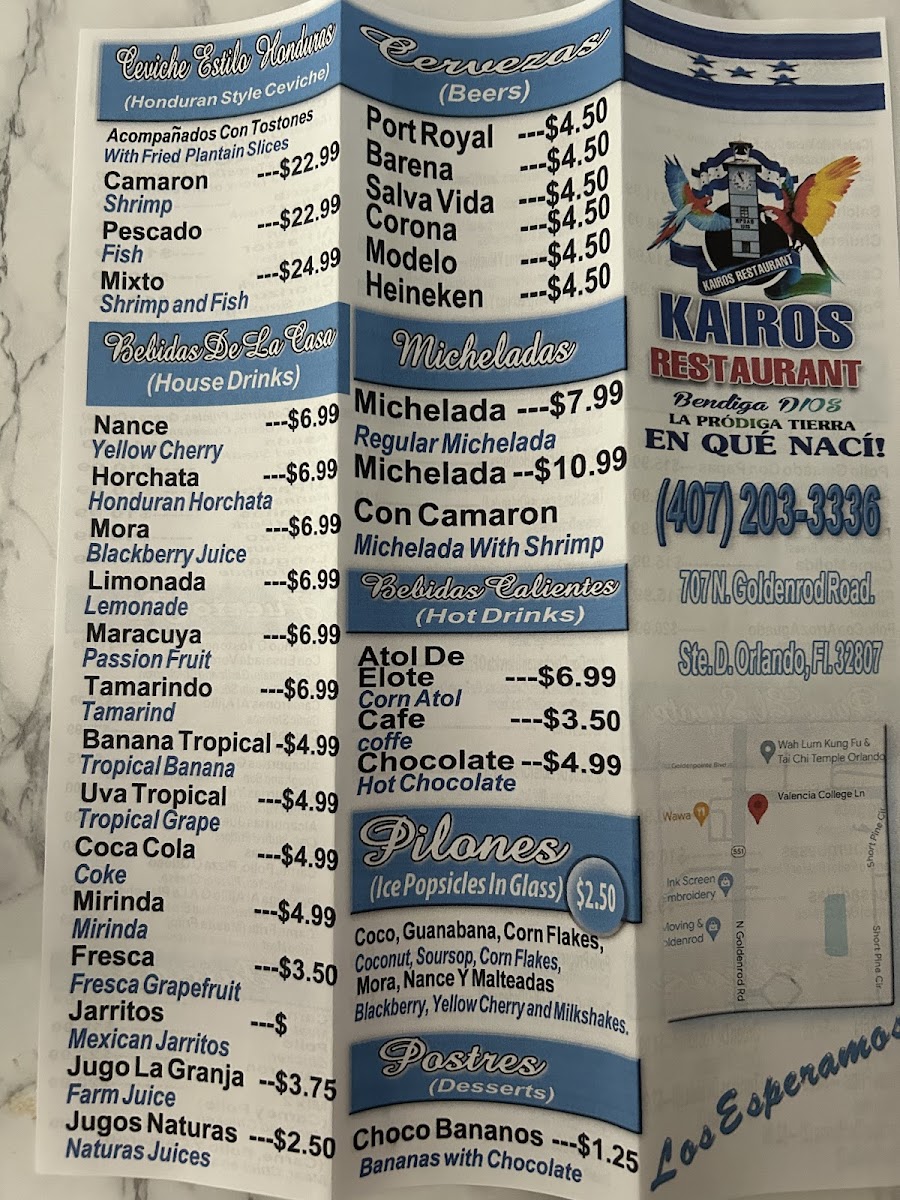 Ceviche Estilo Honduras
(Honduran Style Ceviche)
Acompañados Con Tostones
With Fried Plantain Slices
Camaron ---$22.99
Shrimp
Pescado ---$22.99
Fish
Mixto ---$24.99
Shrimp and Fish
Bebidas De La Casa
(House Drinks)
Nance ---$6.99
Yellow Cherry
Horchata ---$6.99
Honduran Horchata
Mora ---$6.99
Blackberry Juice
Limonada ---$6.99
Lemonade
Maracuya ---$6.99
Passion Fruit
Tamarindo ---$6.99
Tamarind
Banana Tropical -$4.99
Tropical Banana
Uva Tropical ---$4.99
Tropical Grape
Coca Cola ---$4.99
Coke
Mirinda ---$4.99
Mirinda
Fresca ---$3.50
Fresca Grapefruit
Jarritos ---$
Mexican Jarritos
Jugo La Granja --$3.75
Farm Juice
Jugos Naturas ---$2.50
Naturas Juices
Cervezas
(Beers)
Port Royal ---$4.50
Barena ---$4.50
Salva Vida ---$4.50
Corona ---$4.50
Modelo ---$4.50
Heineken ---$4.50
Micheladas
Michelada ---$7.99
Regular Michelada
Michelada --$10.99
Con Camaron
Michelada With Shrimp
Bebidas Calientes
(Hot Drinks)
Atol De
Elote ---$6.99
Corn Atol
Cafe ---$3.50
coffe
Chocolate --$4.99
Hot Chocolate
Pilones
(Ice Popsicles In Glass) $2.50
Coco, Guanabana, Corn Flakes,
Coconut, Soursop, Corn Flakes,
Mora, Nance Y Malteadas
Blackberry, Yellow Cherry and Milkshakes.
Postres
(Desserts)
Choco Bananos ---$1.25
Bananas with Chocolate
KAIROS RESTAURANT
KAIROS
RESTAURANT
Bendiga DIOS
LA PRÓDIGA TIERRA
EN QUÉ NACÍ!
(407) 203-3336
707 N. Goldenrod Road.
Ste. D. Orlando, Fl. 32807
Wah Lum Kung Fu &
Tai Chi Temple Orlando
Goldenpointe Blvd
Valencia College Ln
Wawa
551
Short Pine Cir
Ink Screen
mbroidery
Moving &
oldenrod
N Goldenrod Rd
Short Pine Cir
Los Esperamos